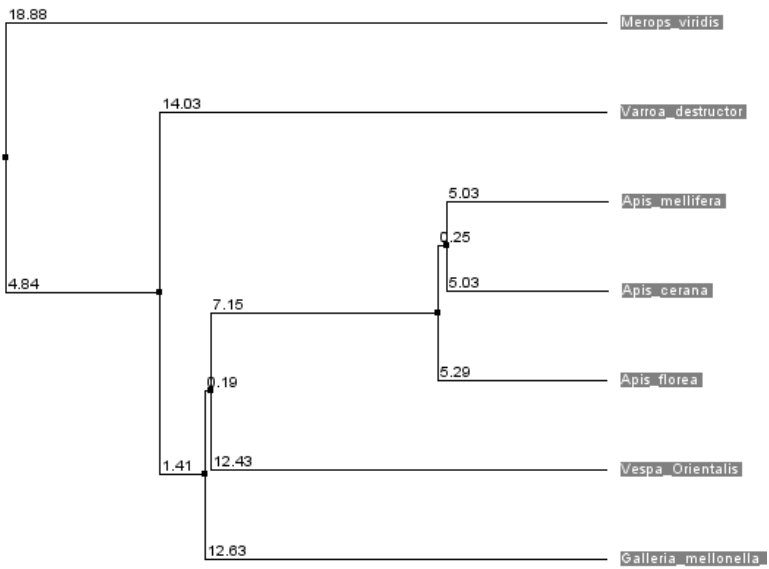 18.88
Merops_viridis
14.03
Varroa_destructor
5.03
Apis_mellifera
0.25
4.84
5.03
Apis_cerana
7.15
5.29
Apis_florea
0.19
1.41
12.43
Vespa_Orientalis
12.63
Galleria_mellonella_